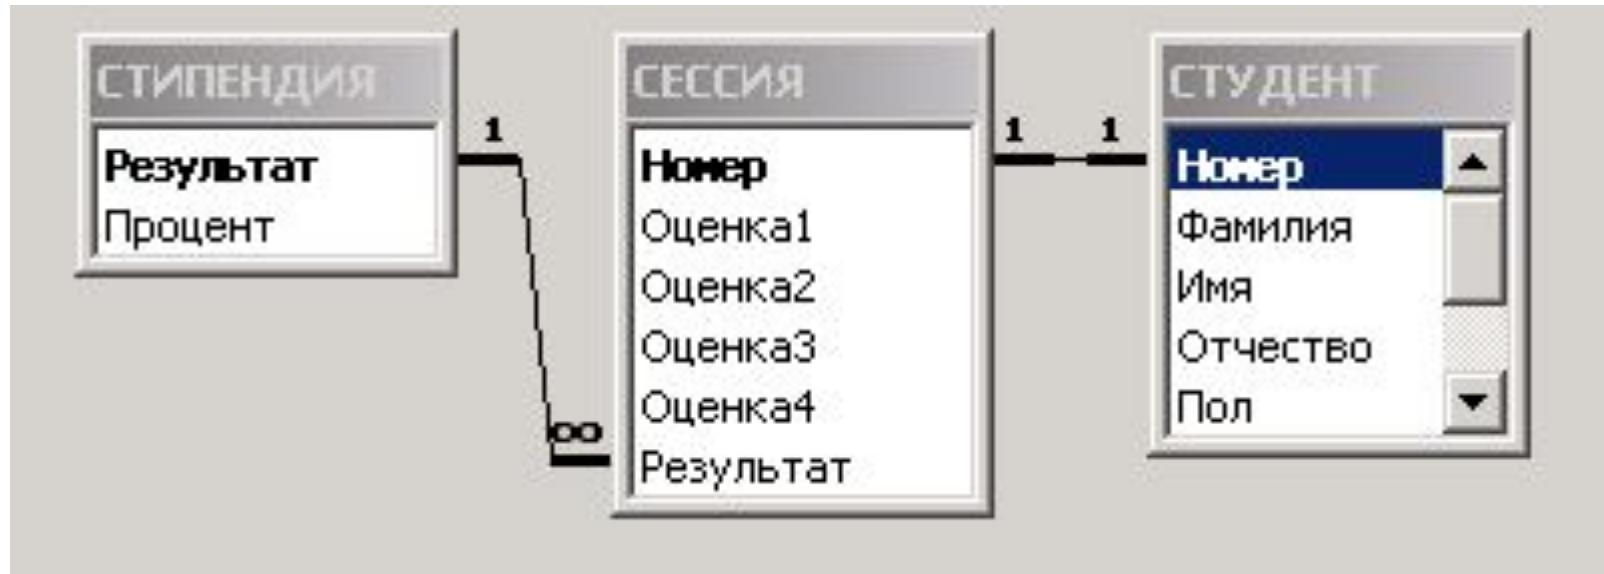 СТИПЕНДИЯ
Результат
Процент
1
∞
СЕССИЯ
Номер
Оценка1
Оценка2
Оценка3
Оценка4
Результат
1
1
СТУДЕНТ
Номер
Фамилия
Имя
Отчество
Пол